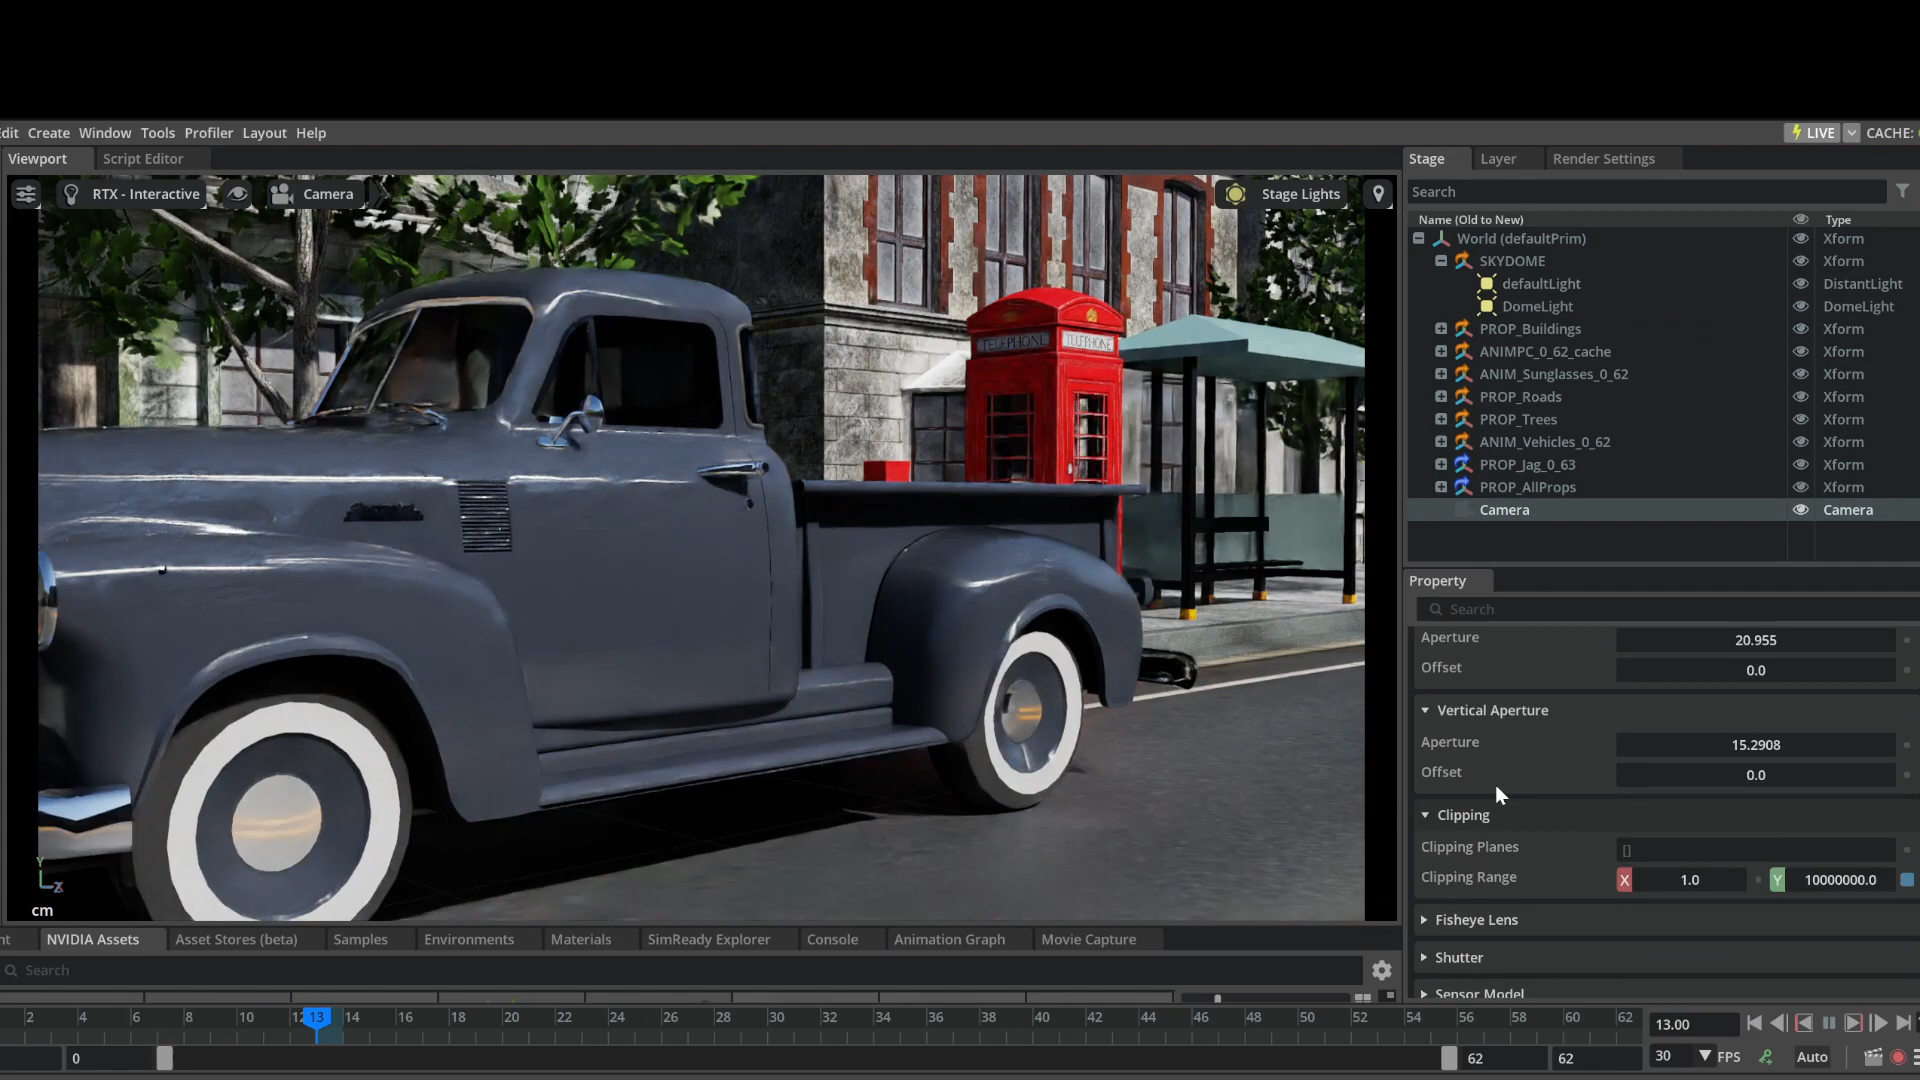 Edit Create Window Tools Profiler Layout Help
LIVE CACHE:
Viewport Script Editor
Stage Layer Render Settings
RTX - Interactive Camera Stage Lights
Search
Name (Old to New) Type
World (defaultPrim) Xform
SKYDOME Xform
defaultLight DistantLight
DomeLight DomeLight
PROP_Buildings Xform
ANIMPC_0_62_cache Xform
ANIM_Sunglasses_0_62 Xform
PROP_Roads Xform
PROP_Trees Xform
ANIM_Vehicles_0_62 Xform
PROP_Jag_0_63 Xform
PROP_AllProps Xform
Camera Camera
TELEPHONE TELEPHONE
Property
Search
Aperture 20.955
Offset 0.0
Vertical Aperture
Aperture 15.2908
Offset 0.0
Clipping
Clipping Planes []
Clipping Range X 1.0 Y 10000000.0
Fisheye Lens
Shutter
Sensor Model
Y
Z
cm
nt NVIDIA Assets Asset Stores (beta) Samples Environments Materials SimReady Explorer Console Animation Graph Movie Capture
Search
2 4 6 8 10 12 13 14 16 18 20 22 24 26 28 30 32 34 36 38 40 42 44 46 48 50 52 54 56 58 60 62
13.00
0 62 62
30 FPS Auto